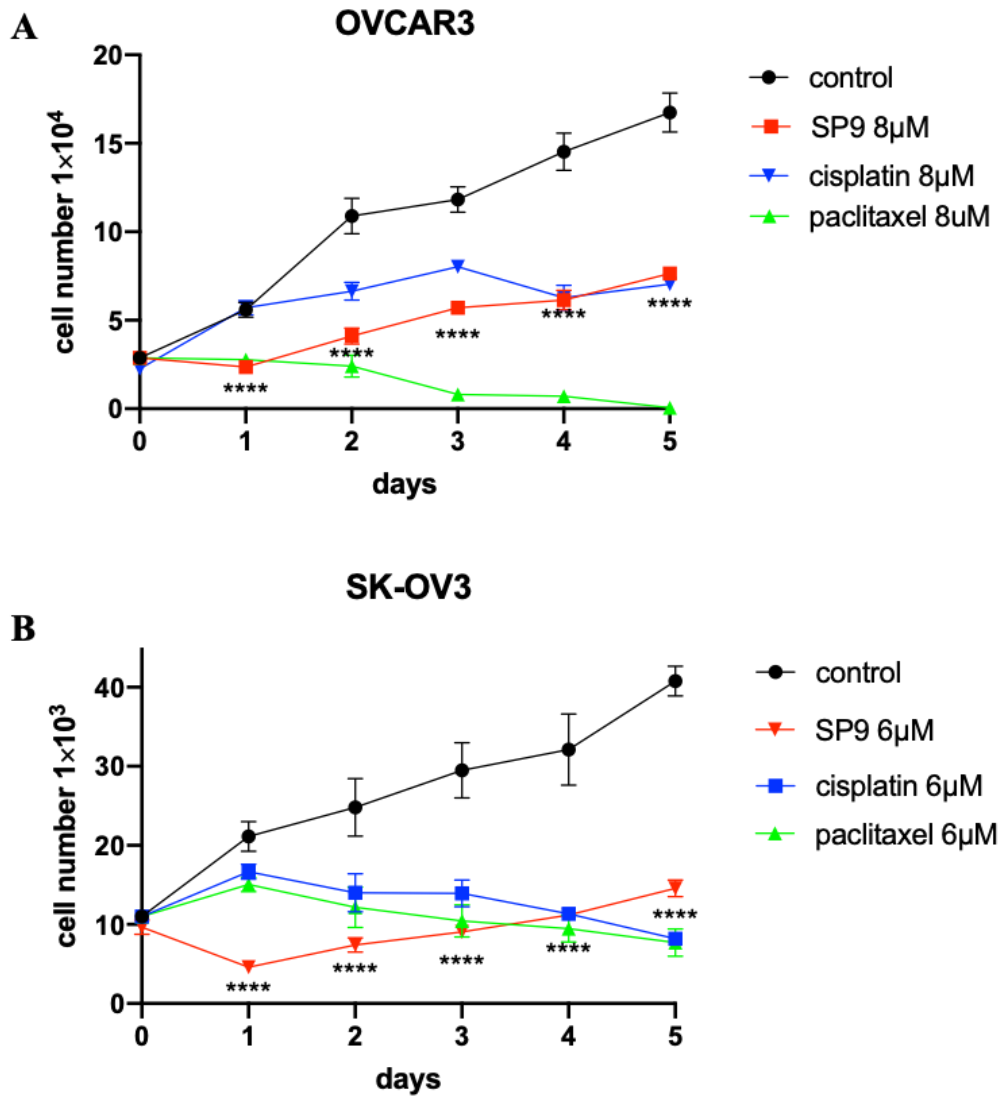 A
OVCAR3
20
15
10
5
0
cell number 1×10⁴
0 1 2 3 4 5
days
**** **** **** **** ****
control
SP9 8μM
cisplatin 8μM
paclitaxel 8uM
SK-OV3
B
40
30
20
10
0
cell number 1×10³
0 1 2 3 4 5
days
**** **** **** **** ****
control
SP9 6μM
cisplatin 6μM
paclitaxel 6μM